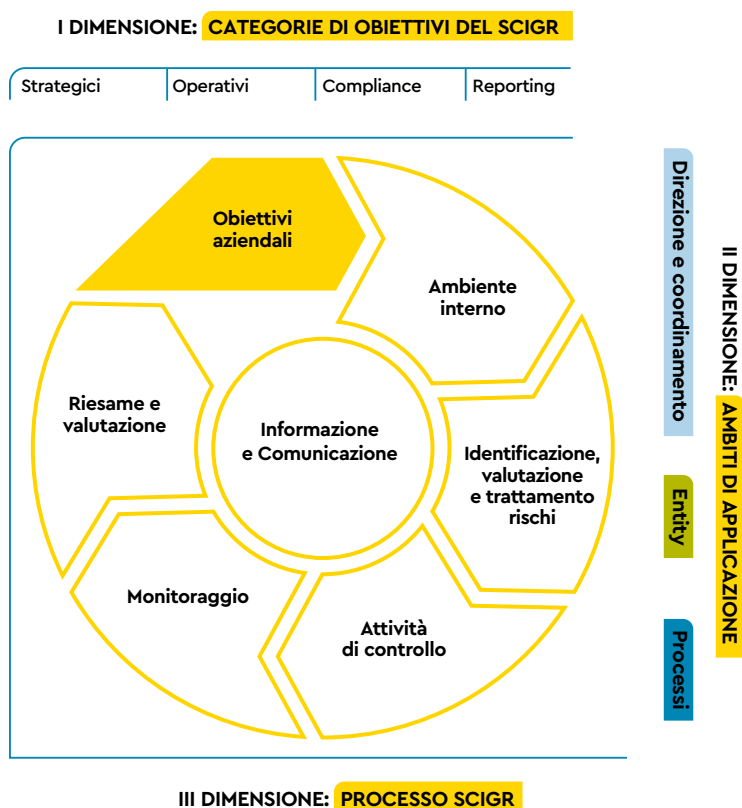 I DIMENSIONE: CATEGORIE DI OBIETTIVI DEL SCIGR
Strategici
Operativi
Compliance
Reporting
Obiettivi
aziendali
Ambiente
interno
Identificazione,
valutazione
e trattamento
rischi
Attività
di controllo
Monitoraggio
Riesame e
valutazione
Informazione
e Comunicazione
Direzione e coordinamento
Entity
Processi
II DIMENSIONE: AMBITI DI APPLICAZIONE
III DIMENSIONE: PROCESSO SCIGR